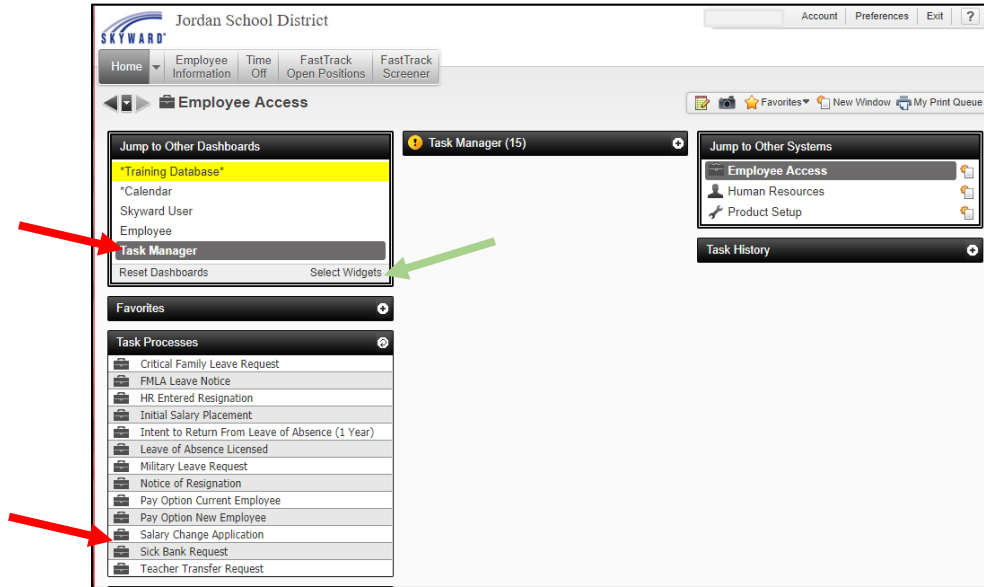 SKYWARD
Jordan School District
Account Preferences Exit ?
Home
Employee Information
Time Off
FastTrack Open Positions
FastTrack Screener
Employee Access
Favorites New Window My Print Queue
Jump to Other Dashboards
*Training Database*
*Calendar
Skyward User
Employee
Task Manager
Reset Dashboards Select Widgets
Favorites
Task Processes
Critical Family Leave Request
FMLA Leave Notice
HR Entered Resignation
Initial Salary Placement
Intent to Return From Leave of Absence (1 Year)
Leave of Absence Licensed
Military Leave Request
Notice of Resignation
Pay Option Current Employee
Pay Option New Employee
Salary Change Application
Sick Bank Request
Teacher Transfer Request
Task Manager (15)
Jump to Other Systems
Employee Access
Human Resources
Product Setup
Task History